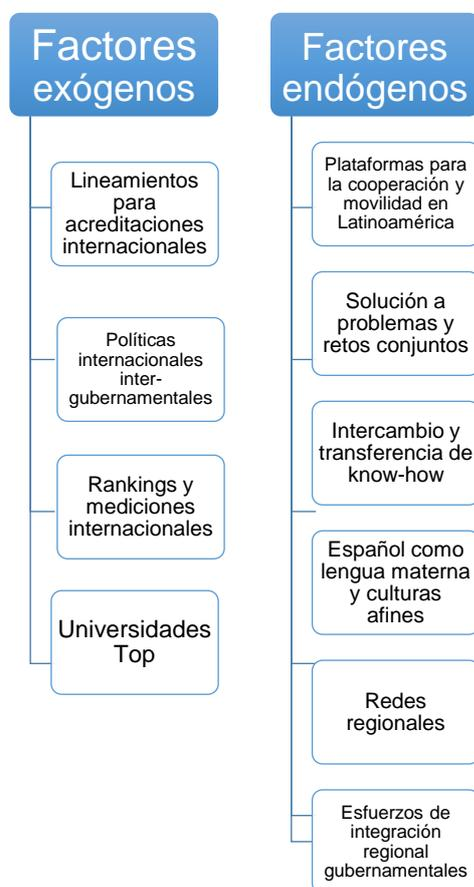 Factores
exógenos
Lineamientos
para
acreditaciones
internacionales
Políticas
internacionales
inter-
gubernamentales
Rankings y
mediciones
internacionales
Universidades
Top
Factores
endógenos
Plataformas para
la cooperación y
movilidad en
Latinoamérica
Solución a
problemas y
retos conjuntos
Intercambio y
transferencia de
know-how
Español como
lengua materna
y culturas
afines
Redes
regionales
Esfuerzos de
integración
regional
gubernamentales